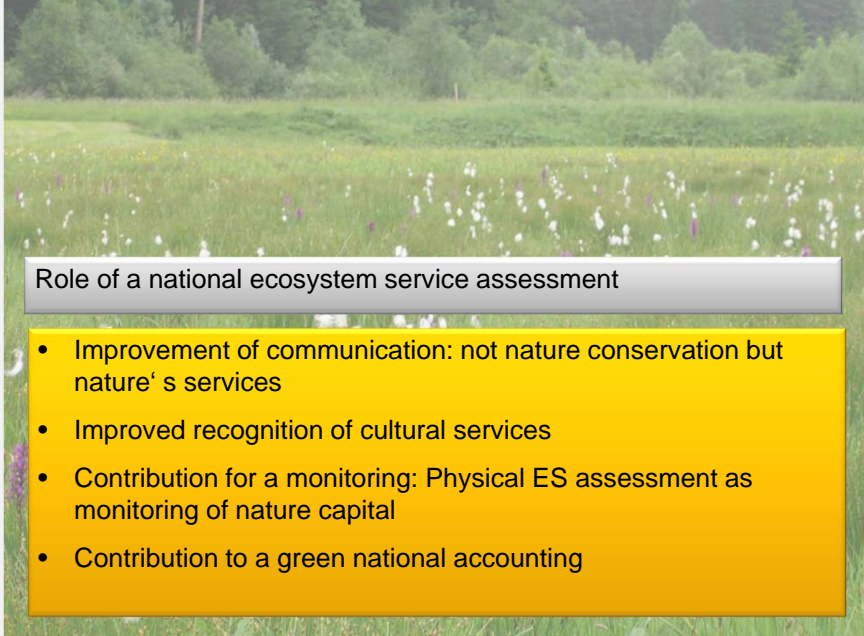 Role of a national ecosystem service assessment
• Improvement of communication: not nature conservation but
nature‘ s services
• Improved recognition of cultural services
• Contribution for a monitoring: Physical ES assessment as
monitoring of nature capital
• Contribution to a green national accounting